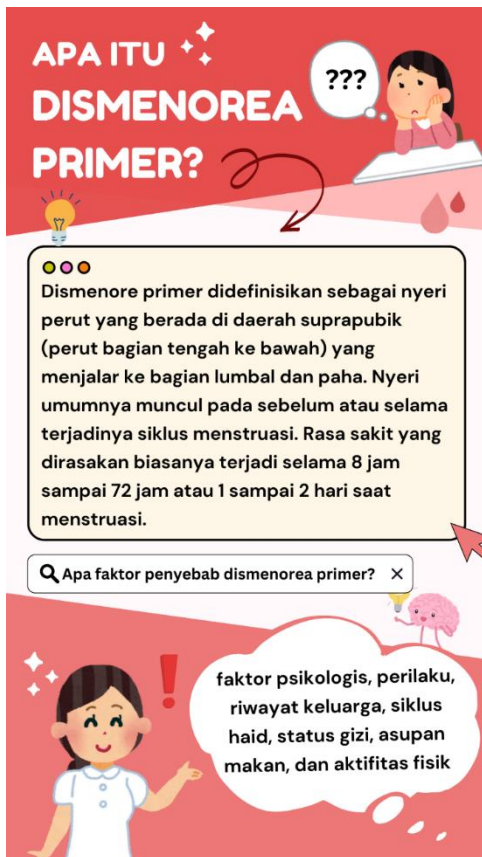 APA ITU
DISMENOREA
PRIMER?
???
Dismenore primer didefinisikan sebagai nyeri
perut yang berada di daerah suprapubik
(perut bagian tengah ke bawah) yang
menjalar ke bagian lumbal dan paha. Nyeri
umumnya muncul pada sebelum atau selama
terjadinya siklus menstruasi. Rasa sakit yang
dirasakan biasanya terjadi selama 8 jam
sampai 72 jam atau 1 sampai 2 hari saat
menstruasi.
Apa faktor penyebab dismenorea primer?
faktor psikologis, perilaku,
riwayat keluarga, siklus
haid, status gizi, asupan
makan, dan aktifitas fisik